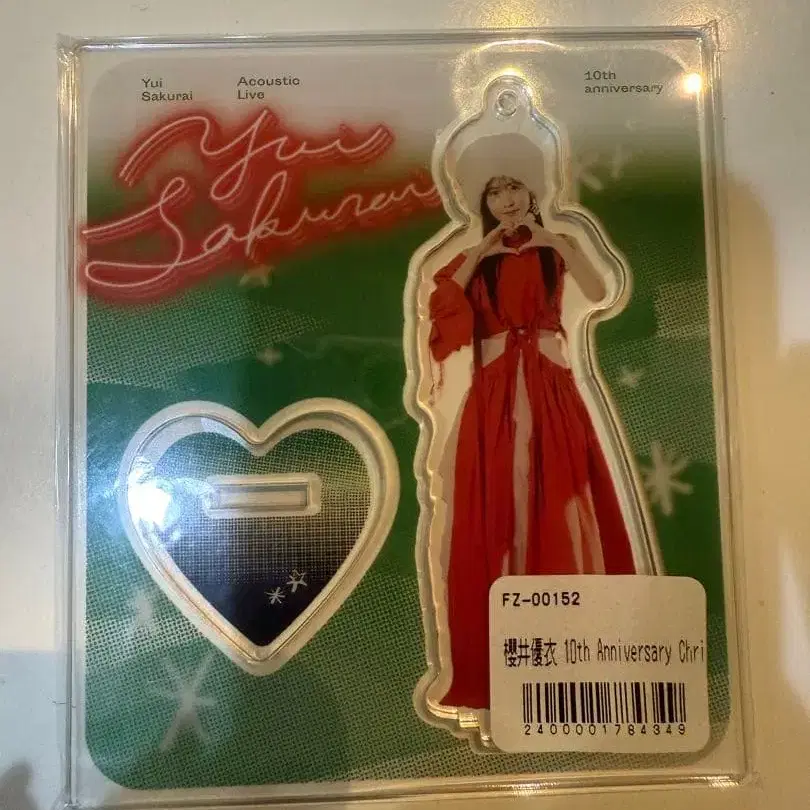 Yui
Sakurai
Acoustic
Live
10th
anniversary
Yui
Sakurai
FZ-00152
櫻井優衣 10th Anniversary Chri
2400001784349